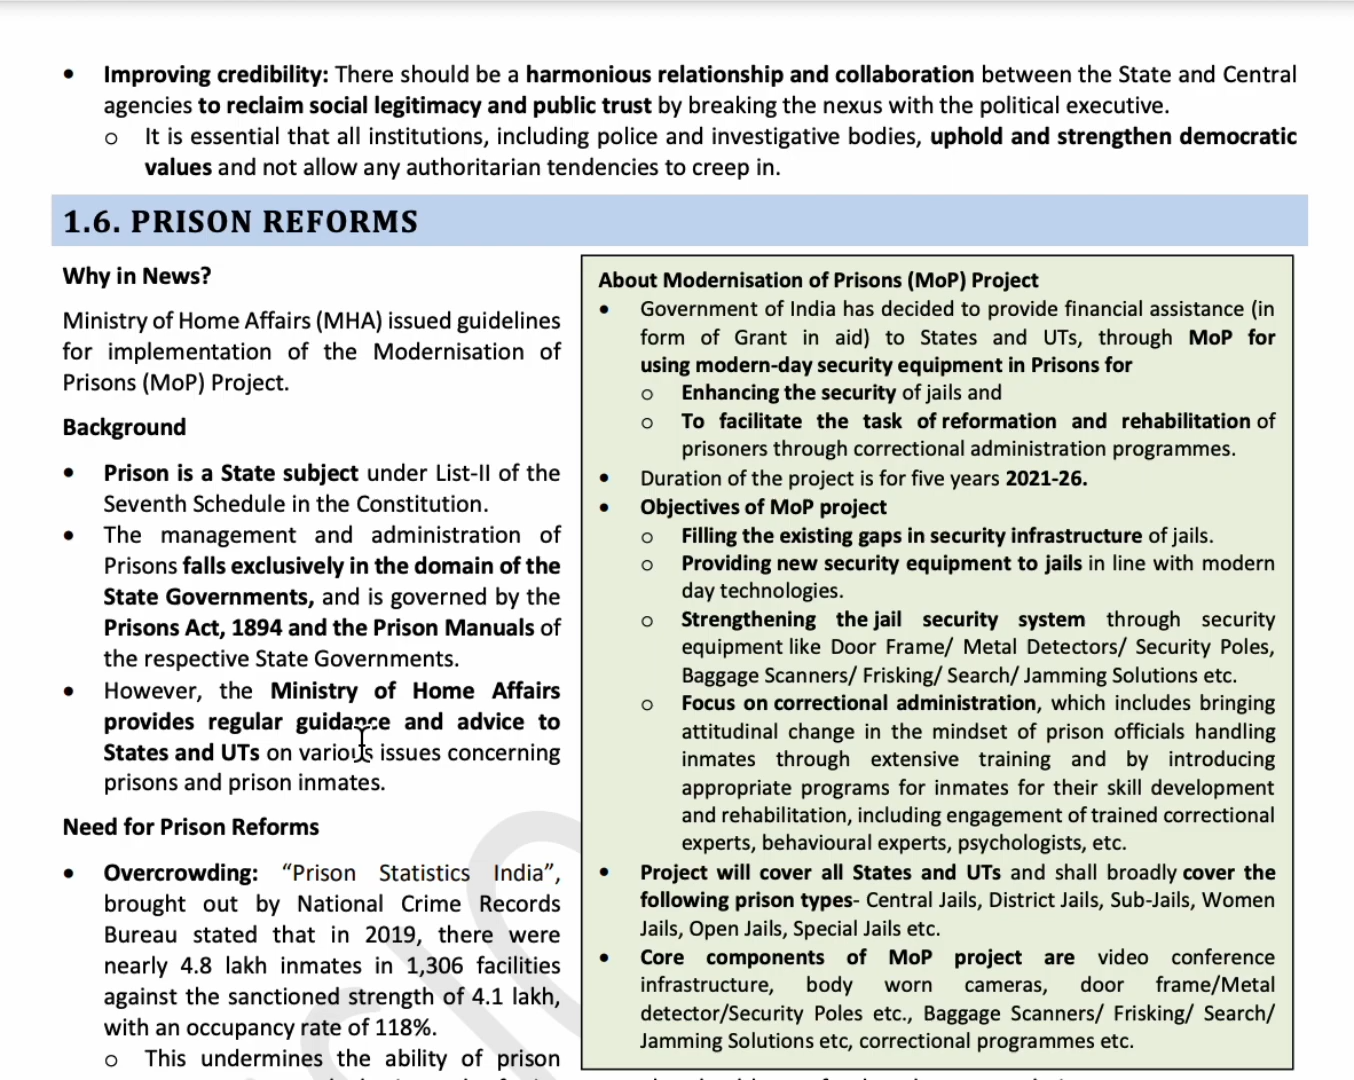 • Improving credibility: There should be a harmonious relationship and collaboration between the State and Central
agencies to reclaim social legitimacy and public trust by breaking the nexus with the political executive.
o It is essential that all institutions, including police and investigative bodies, uphold and strengthen democratic
values and not allow any authoritarian tendencies to creep in.
1.6. PRISON REFORMS
Why in News?
Ministry of Home Affairs (MHA) issued guidelines
for implementation of the Modernisation of
Prisons (MoP) Project.
Background
• Prison is a State subject under List-II of the
Seventh Schedule in the Constitution.
• The management and administration of
Prisons falls exclusively in the domain of the
State Governments, and is governed by the
Prisons Act, 1894 and the Prison Manuals of
the respective State Governments.
• However, the Ministry of Home Affairs
provides regular guidance and advice to
States and UTs on various issues concerning
prisons and prison inmates.
Need for Prison Reforms
• Overcrowding: “Prison Statistics India”,
brought out by National Crime Records
Bureau stated that in 2019, there were
nearly 4.8 lakh inmates in 1,306 facilities
against the sanctioned strength of 4.1 lakh,
with an occupancy rate of 118%.
o This undermines the ability of prison
About Modernisation of Prisons (MoP) Project
• Government of India has decided to provide financial assistance (in
form of Grant in aid) to States and UTs, through MoP for
using modern-day security equipment in Prisons for
o Enhancing the security of jails and
o To facilitate the task of reformation and rehabilitation of
prisoners through correctional administration programmes.
• Duration of the project is for five years 2021-26.
• Objectives of MoP project
o Filling the existing gaps in security infrastructure of jails.
o Providing new security equipment to jails in line with modern
day technologies.
o Strengthening the jail security system through security
equipment like Door Frame/ Metal Detectors/ Security Poles,
Baggage Scanners/ Frisking/ Search/ Jamming Solutions etc.
o Focus on correctional administration, which includes bringing
attitudinal change in the mindset of prison officials handling
inmates through extensive training and by introducing
appropriate programs for inmates for their skill development
and rehabilitation, including engagement of trained correctional
experts, behavioural experts, psychologists, etc.
• Project will cover all States and UTs and shall broadly cover the
following prison types- Central Jails, District Jails, Sub-Jails, Women
Jails, Open Jails, Special Jails etc.
• Core components of MoP project are video conference
infrastructure, body worn cameras, door frame/Metal
detector/Security Poles etc., Baggage Scanners/ Frisking/ Search/
Jamming Solutions etc, correctional programmes etc.